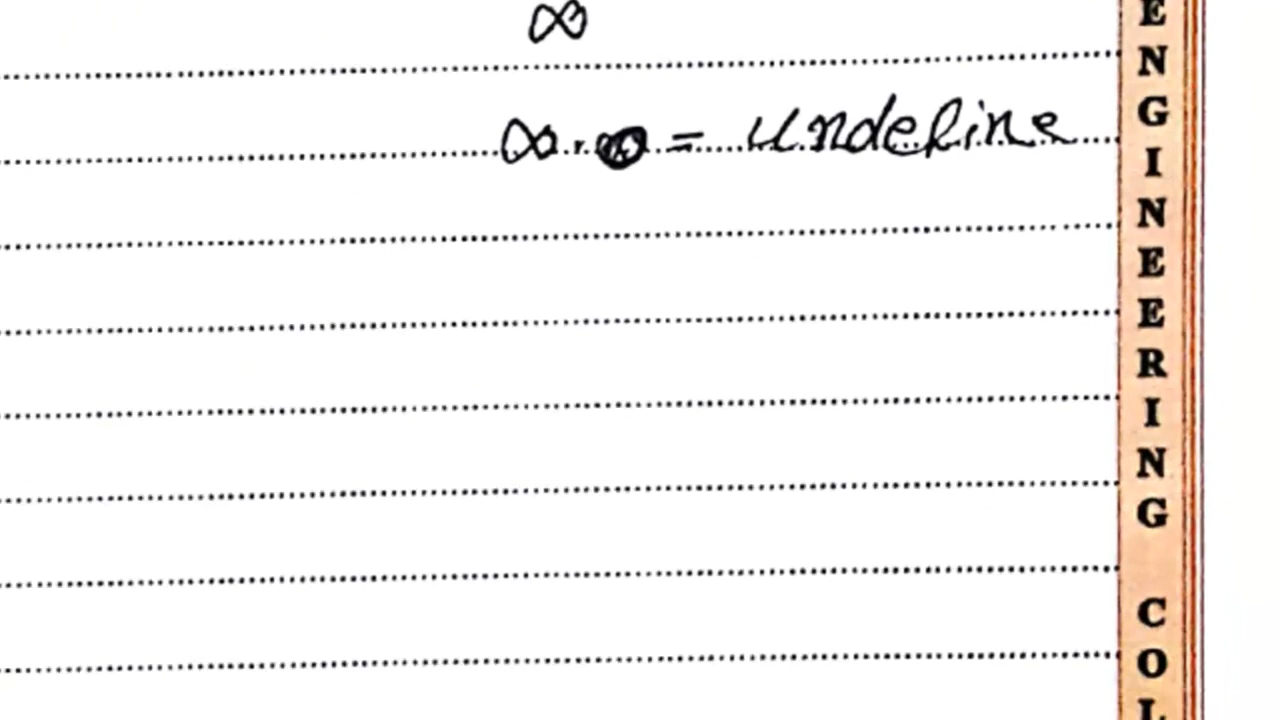 ∞
∞ · = undefine
ENGINEERING COL